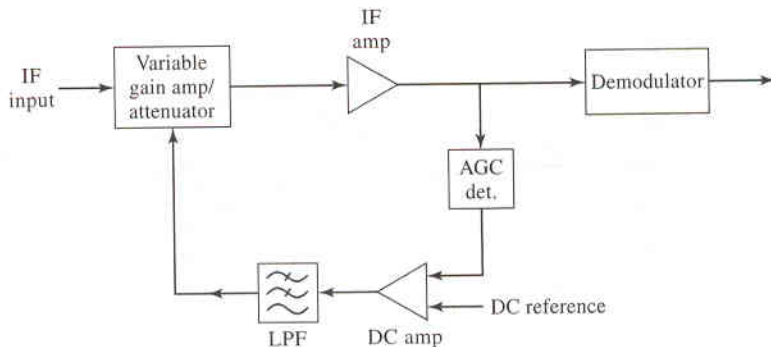 IF
amp
Variable
gain amp/
attenuator
IF
input
Demodulator
AGC
det.
DC reference
LPF
DC amp